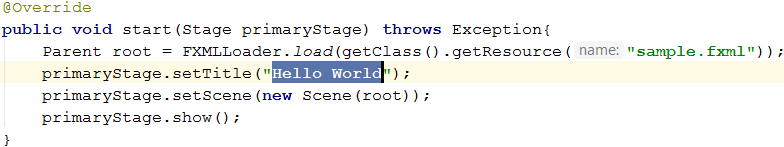 @Override
public void start(Stage primaryStage) throws Exception{
    Parent root = FXMLLoader.load(getClass().getResource( name: "sample.fxml"));
    primaryStage.setTitle("Hello World");
    primaryStage.setScene(new Scene(root));
    primaryStage.show();
}